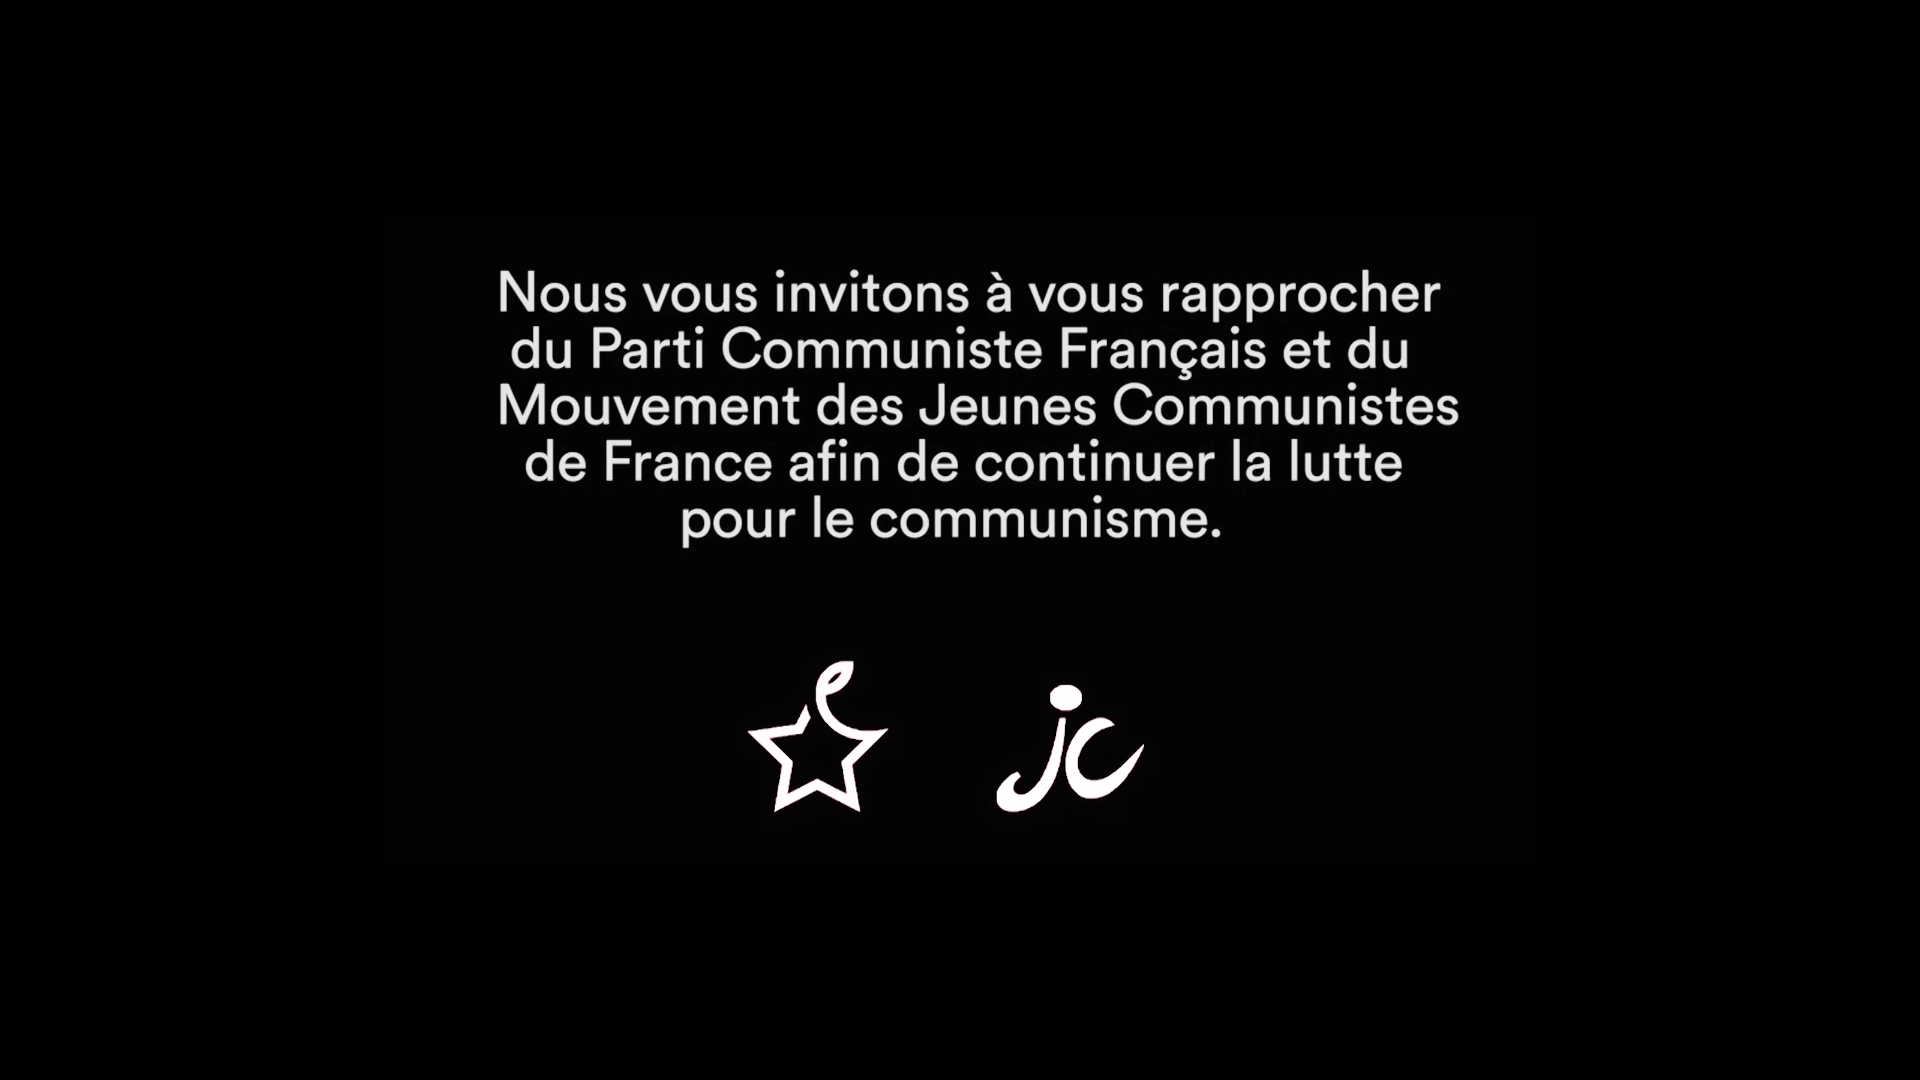 Nous vous invitons à vous rapprocher
du Parti Communiste Français et du
Mouvement des Jeunes Communistes
de France afin de continuer la lutte
pour le communisme.
jc